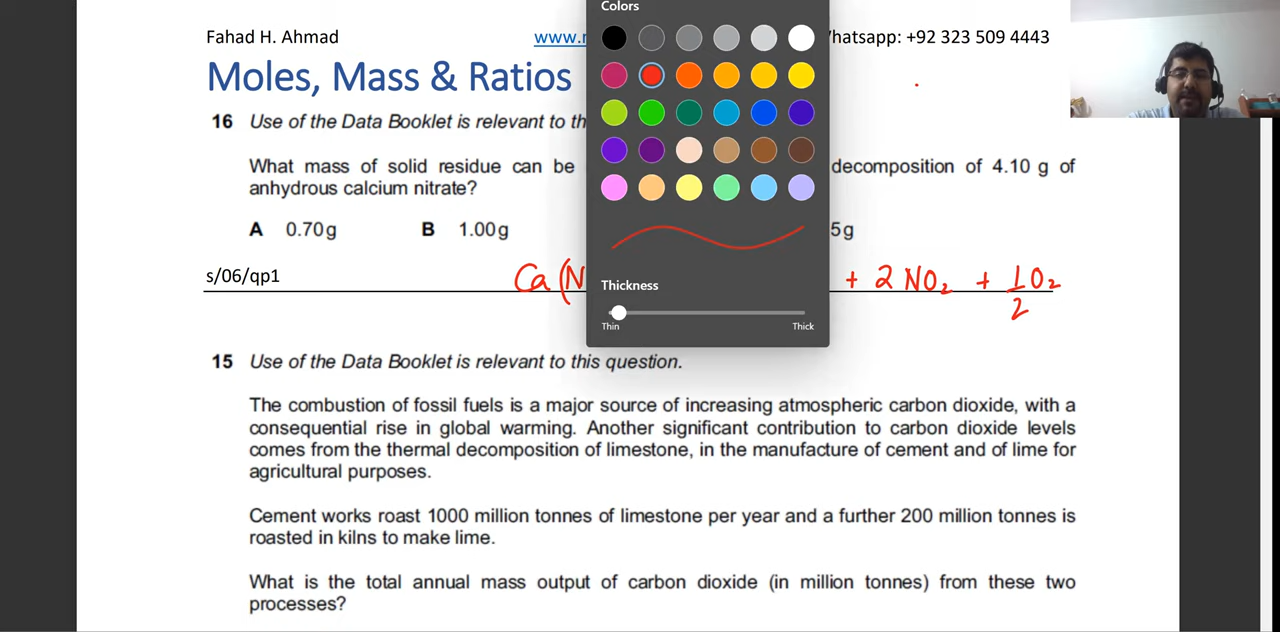 Colors
Fahad H. Ahmad www. hatsapp: +92 323 509 4443
Moles, Mass & Ratios
16 Use of the Data Booklet is relevant to th
What mass of solid residue can be decomposition of 4.10 g of
anhydrous calcium nitrate?
A 0.70 g B 1.00 g 5 g
s/06/qp1 Ca(N + 2 NO₂ + 1/2 O₂
Thickness
Thin Thick
15 Use of the Data Booklet is relevant to this question.
The combustion of fossil fuels is a major source of increasing atmospheric carbon dioxide, with a
consequential rise in global warming. Another significant contribution to carbon dioxide levels
comes from the thermal decomposition of limestone, in the manufacture of cement and of lime for
agricultural purposes.
Cement works roast 1000 million tonnes of limestone per year and a further 200 million tonnes is
roasted in kilns to make lime.
What is the total annual mass output of carbon dioxide (in million tonnes) from these two
processes?